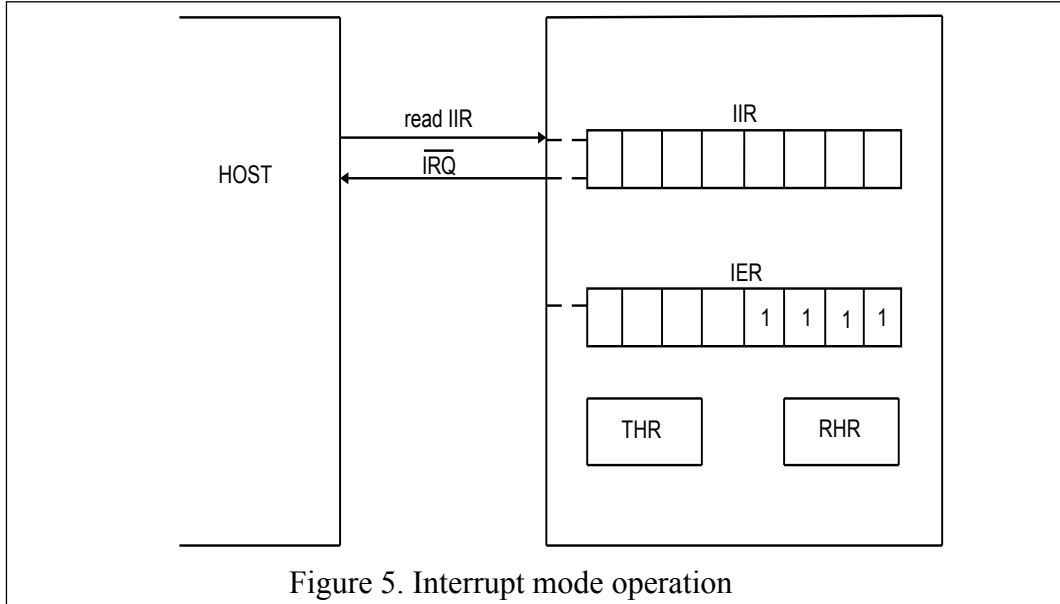 read IIR
IIR
IRQ
HOST
IER
1 1 1 1
THR RHR
Figure 5. Interrupt mode operation